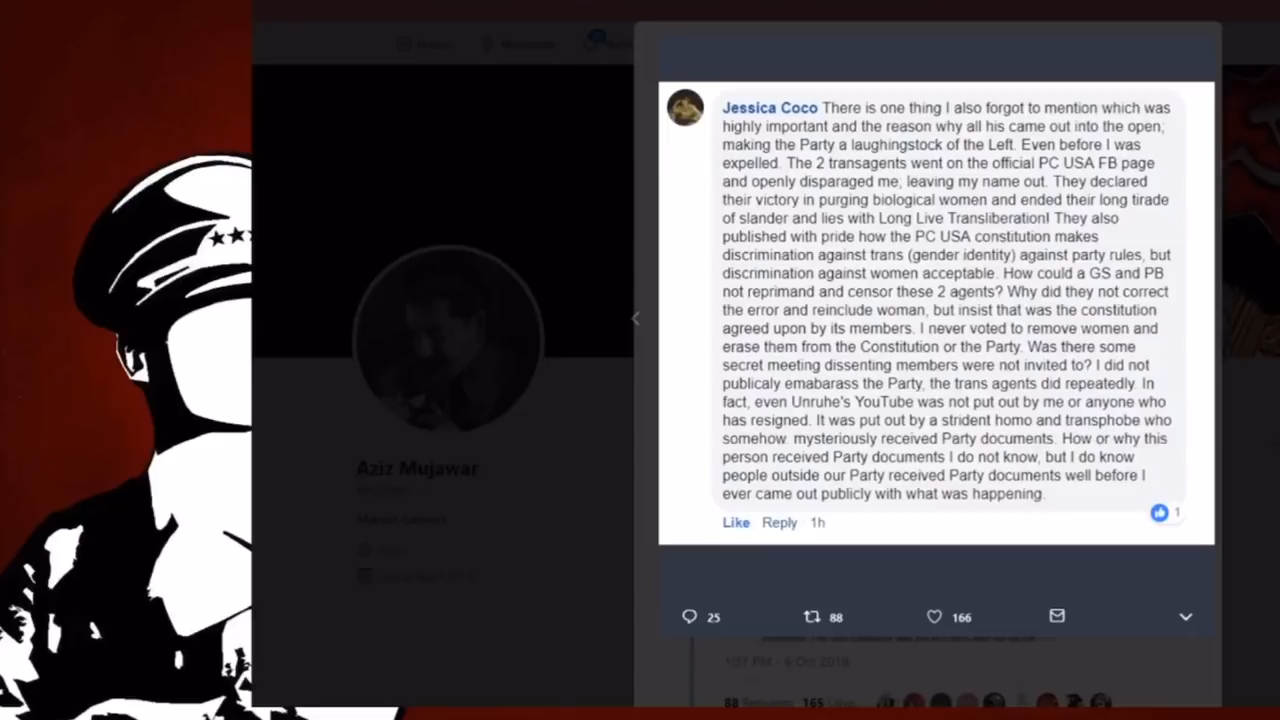 Jessica Coco There is one thing I also forgot to mention which was
highly important and the reason why all his came out into the open,
making the Party a laughingstock of the Left. Even before I was
expelled. The 2 transagents went on the official PC USA FB page
and openly disparaged me, leaving my name out. They declared
their victory in purging biological women and ended their long tirade
of slander and lies with Long Live Transliberation! They also
published with pride how the PC USA constitution makes
discrimination against trans (gender identity) against party rules, but
discrimination against women acceptable. How could a GS and PB
not reprimand and censor these 2 agents? Why did they not correct
the error and reinclude woman, but insist that was the constitution
agreed upon by its members. I never voted to remove women and
erase them from the Constitution or the Party. Was there some
secret meeting dissenting members were not invited to? I did not
publicaly emabarass the Party, the trans agents did repeatedly. In
fact, even Unruhe's YouTube was not put out by me or anyone who
has resigned. It was put out by a strident homo and transphobe who
somehow. mysteriously received Party documents. How or why this
person received Party documents I do not know, but I do know
people outside our Party received Party documents well before I
ever came out publicly with what was happening.
Like Reply 1h
1
Aziz Mujawar
25 88 166
1:37 PM - 6 Oct 2018
88 Retweets 165 Likes